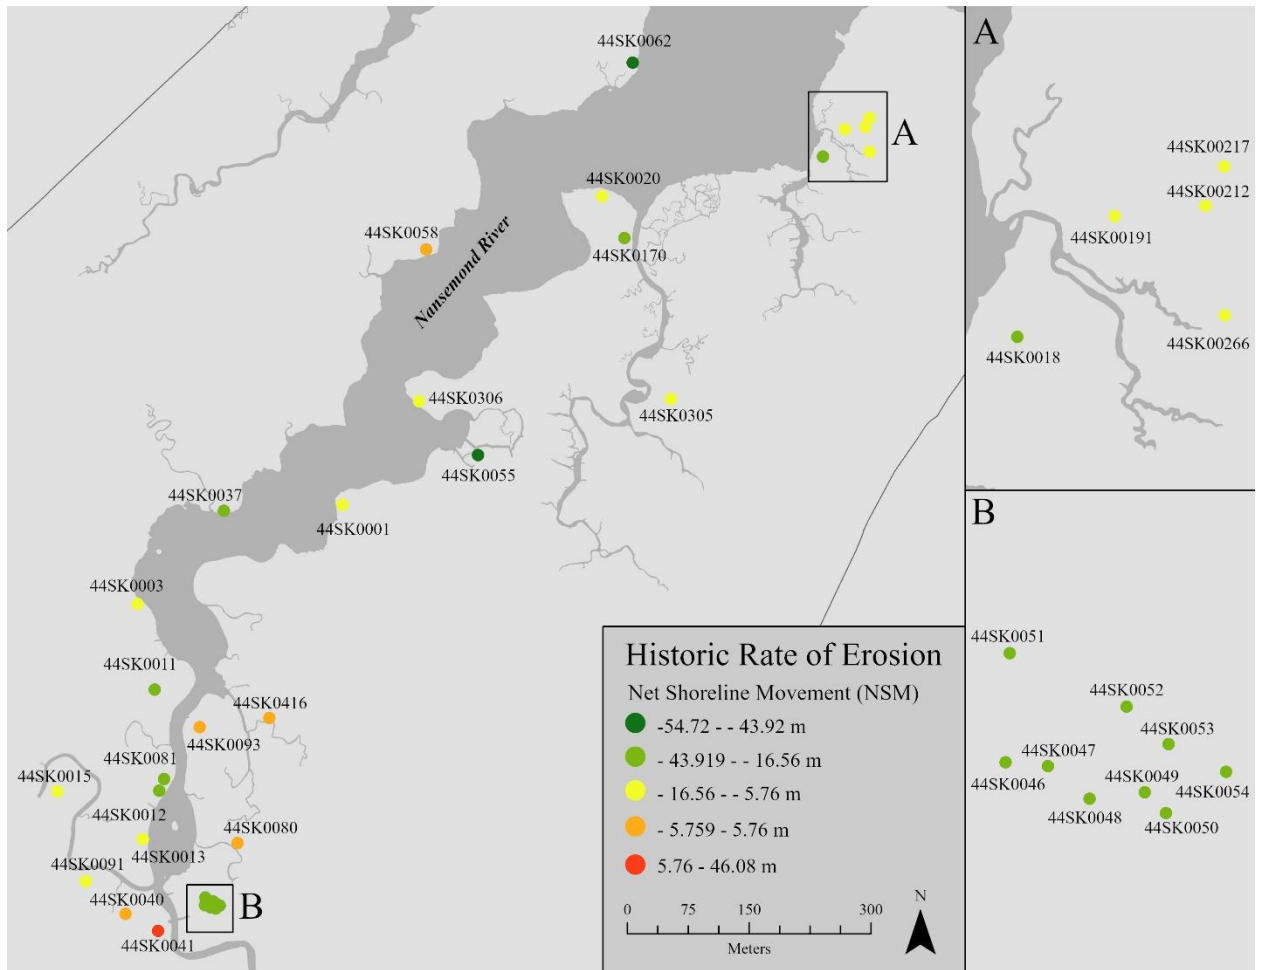 44SK0062
A
44SK0020
44SK0058
44SK0170
Nansemond River
44SK0306
44SK0305
44SK0055
44SK0037
44SK0001
44SK0003
44SK0011
44SK0416
44SK0093
44SK0081
44SK0015
44SK0012
44SK0080
44SK0013
44SK0091
44SK0040
B
44SK0041
A
44SK00217
44SK00212
44SK00191
44SK0018
44SK00266
B
44SK0051
44SK0052
44SK0053
44SK0047
44SK0046
44SK0049
44SK0054
44SK0048
44SK0050
Historic Rate of Erosion
Net Shoreline Movement (NSM)
-54.72 - - 43.92 m
- 43.919 - - 16.56 m
- 16.56 - - 5.76 m
- 5.759 - 5.76 m
5.76 - 46.08 m
N
0 75 150 300
Meters